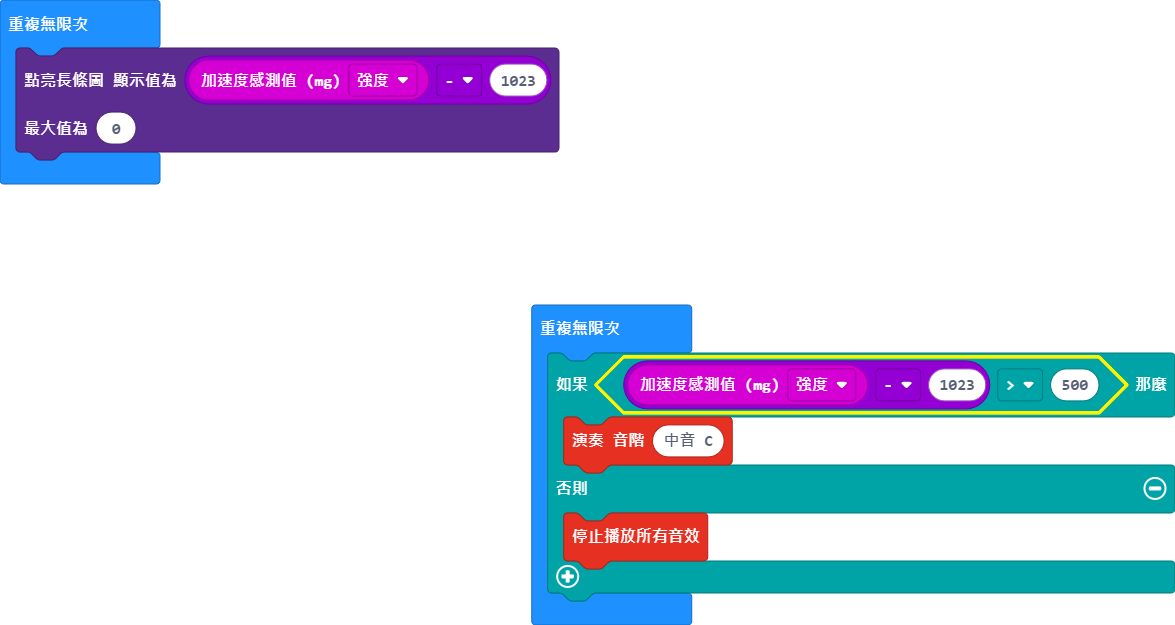 重複無限次
點亮長條圖 顯示值為 加速度感測值 (mg) 強度 - 1023
最大值為 0
重複無限次
如果 加速度感測值 (mg) 強度 - 1023 > 500 那麼
演奏 音階 中音 C
否則
停止播放所有音效